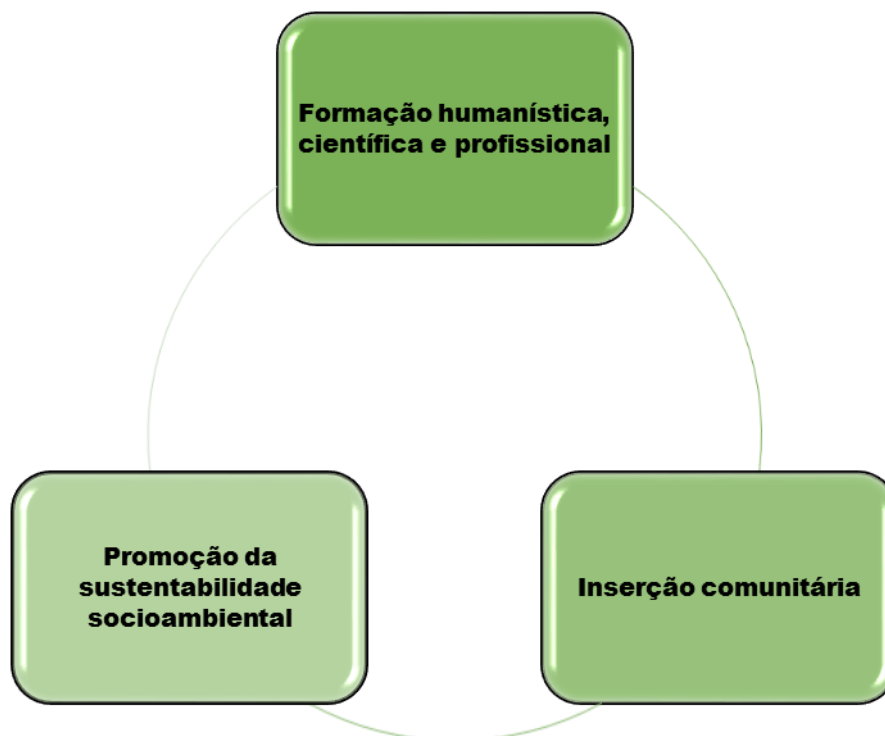 Formação humanística,
científica e profissional
Promoção da
sustentabilidade
socioambiental
Inserção comunitária